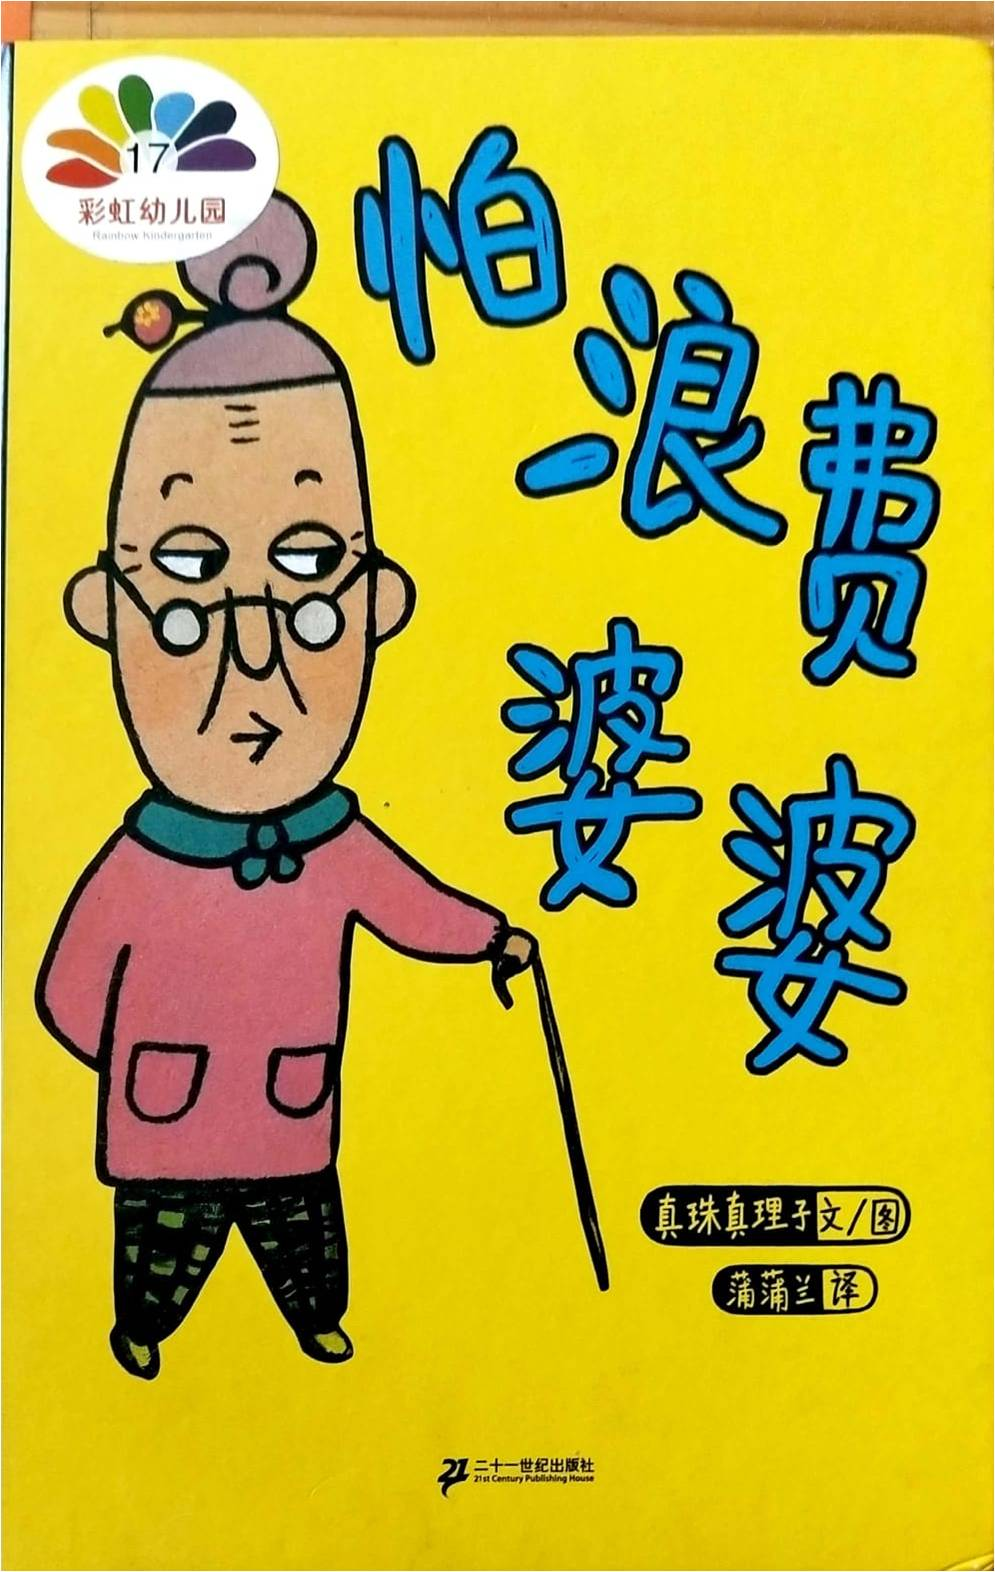 17
彩虹幼儿园
Rainbow Kindergarten
怕浪费
婆婆
真珠真理子文/图
蒲蒲兰译
21 二十一世纪出版社
21st Century Publishing House